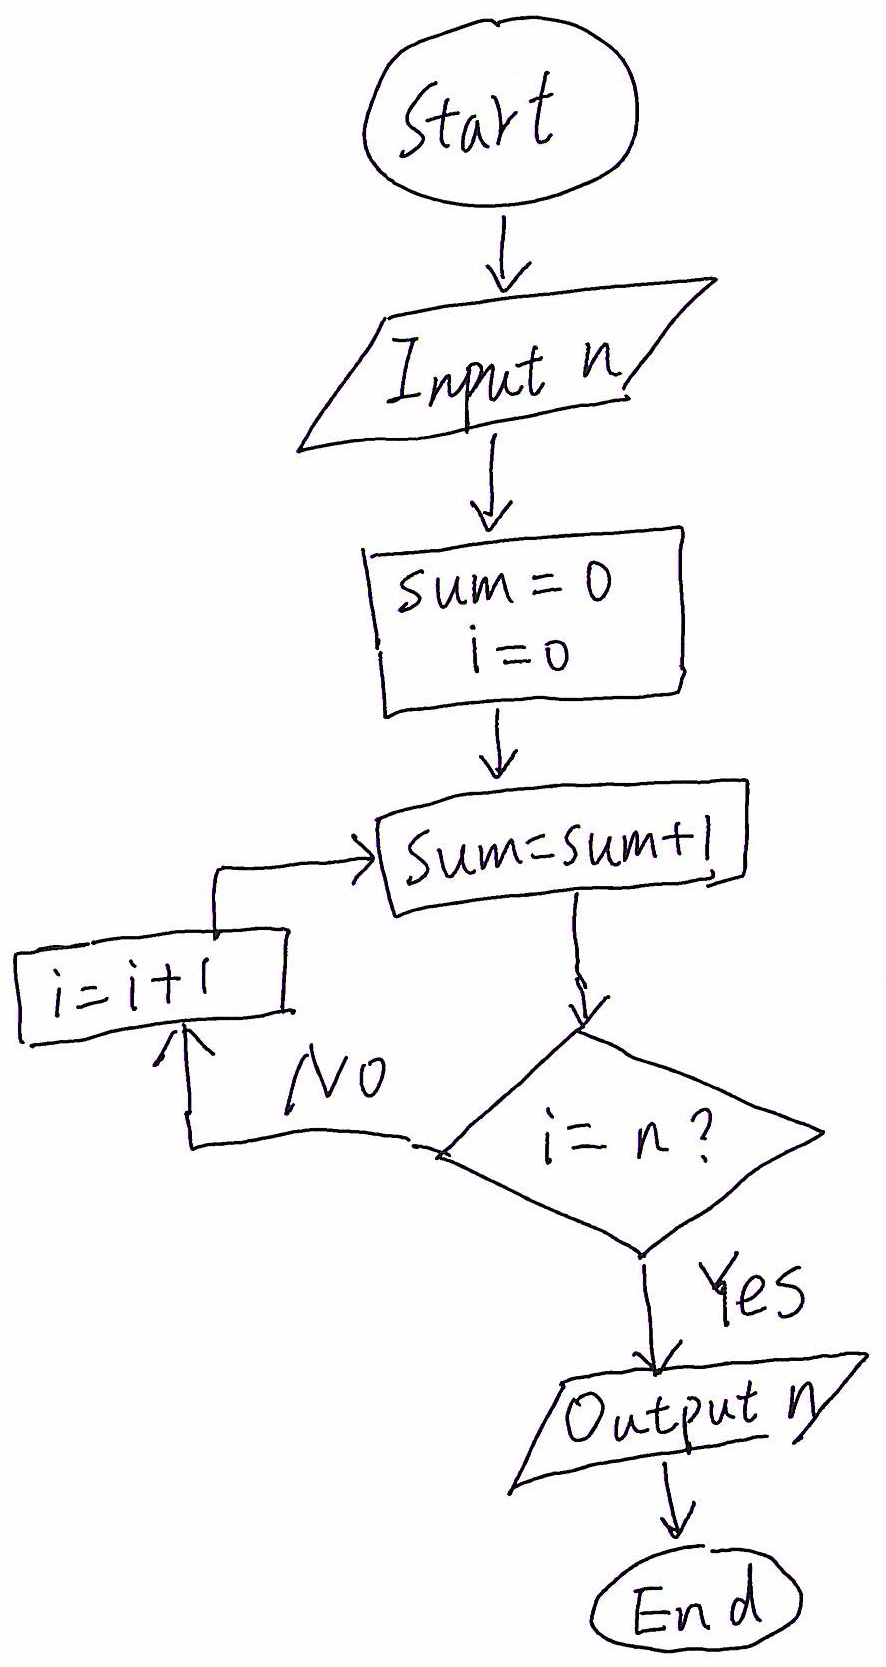 Start
Input n
sum = 0
i = 0
sum=sum+1
i = i + 1
No
i = n ?
Yes
Output n
End